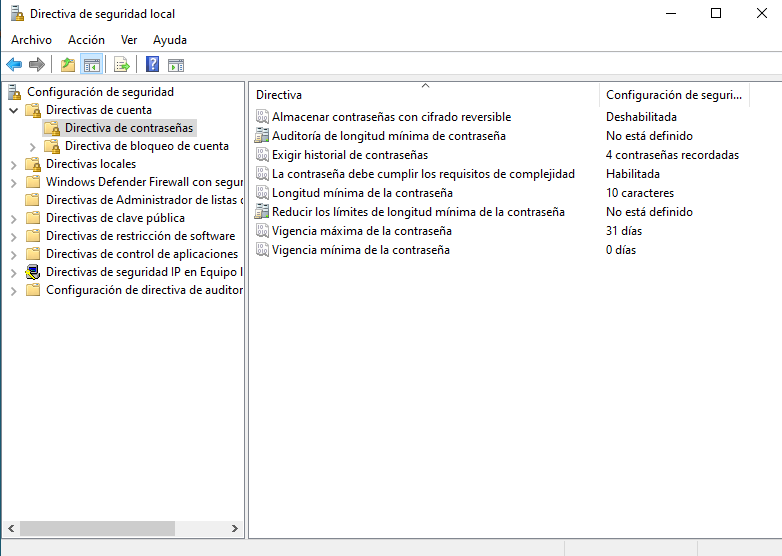 Directiva de seguridad local
Archivo Acción Ver Ayuda
Configuración de seguridad
Directivas de cuenta
Directiva de contraseñas
Directiva de bloqueo de cuenta
Directivas locales
Windows Defender Firewall con segur
Directivas de Administrador de listas d
Directivas de clave pública
Directivas de restricción de software
Directivas de control de aplicaciones
Directivas de seguridad IP en Equipo l
Configuración de directiva de auditor
Directiva Configuración de seguri...
Almacenar contraseñas con cifrado reversible Deshabilitada
Auditoría de longitud mínima de contraseña No está definido
Exigir historial de contraseñas 4 contraseñas recordadas
La contraseña debe cumplir los requisitos de complejidad Habilitada
Longitud mínima de la contraseña 10 caracteres
Reducir los límites de longitud mínima de la contraseña No está definido
Vigencia máxima de la contraseña 31 días
Vigencia mínima de la contraseña 0 días